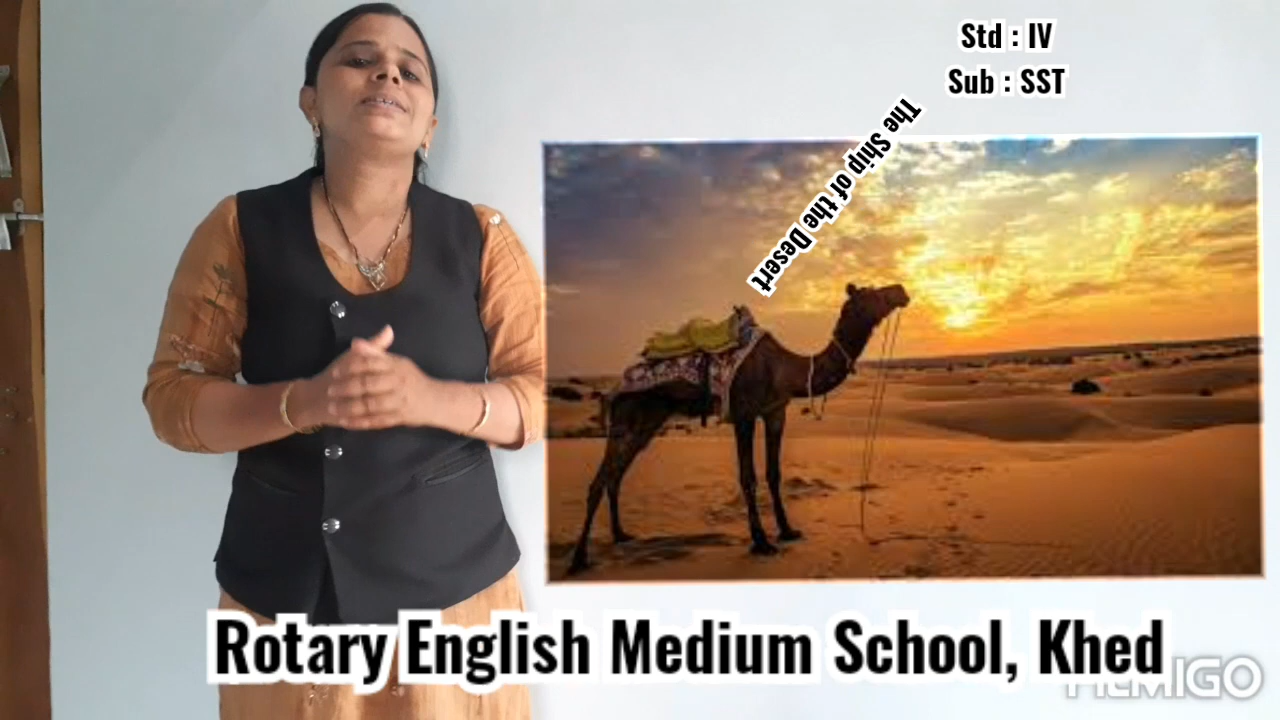 Std : IV
Sub : SST
The Ship of the Desert
Rotary English Medium School, Khed
FILMIGO